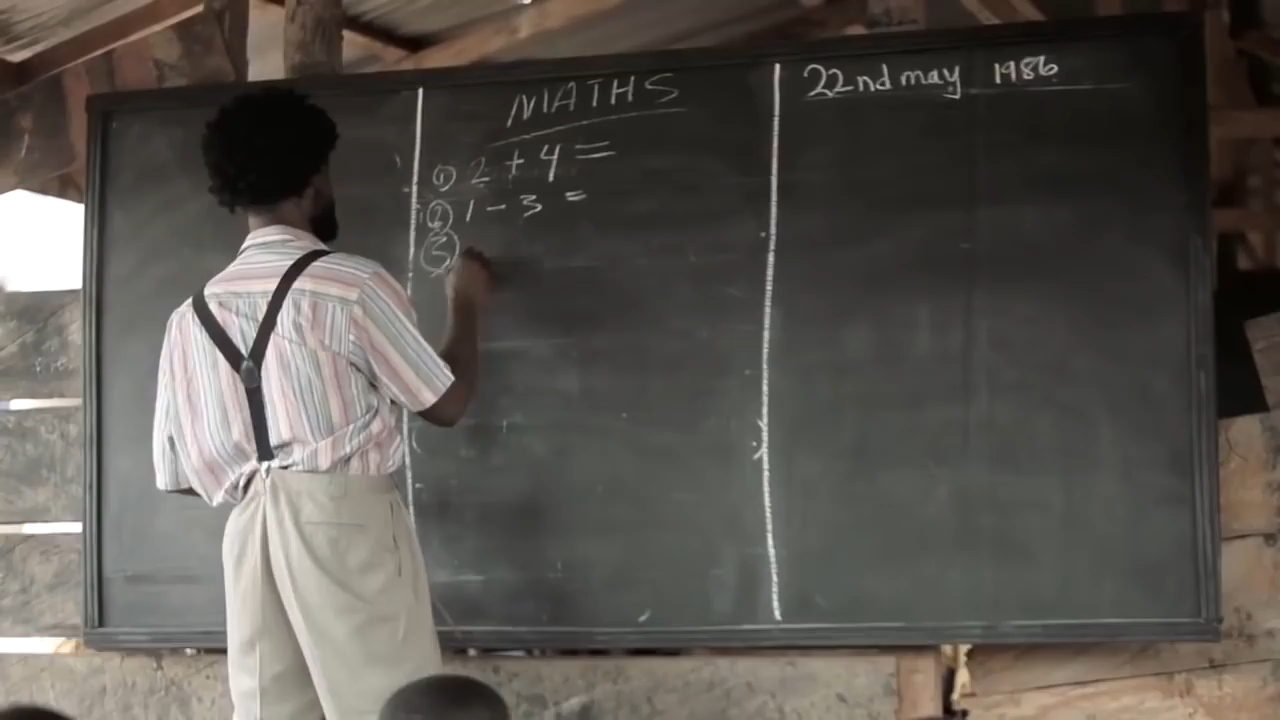 MATHS
① 2 + 4 =
② 1 - 3 =
③
22nd may 1986